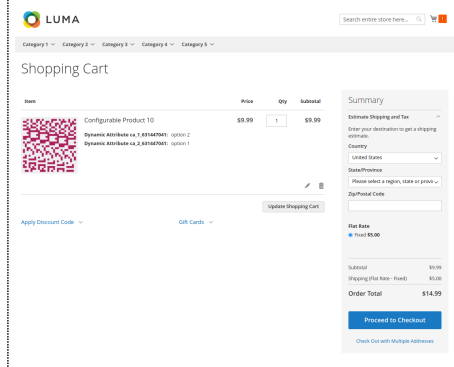 LUMA
Search entire store here...
1
Category 1 Category 2 Category 3 Category 4 Category 5
Shopping Cart
Item Price Qty Subtotal
Configurable Product 10 $9.99 1 $9.99
Dynamic Attribute ca_1_631447041: option 2
Dynamic Attribute ca_2_631447041: option 1
Update Shopping Cart
Apply Discount Code Gift Cards
Summary
Estimate Shipping and Tax
Enter your destination to get a shipping
estimate.
Country
United States
State/Province
Please select a region, state or provi
Zip/Postal Code
Flat Rate
Fixed $5.00
Subtotal $9.99
Shipping (Flat Rate - Fixed) $5.00
Order Total $14.99
Proceed to Checkout
Check Out with Multiple Addresses